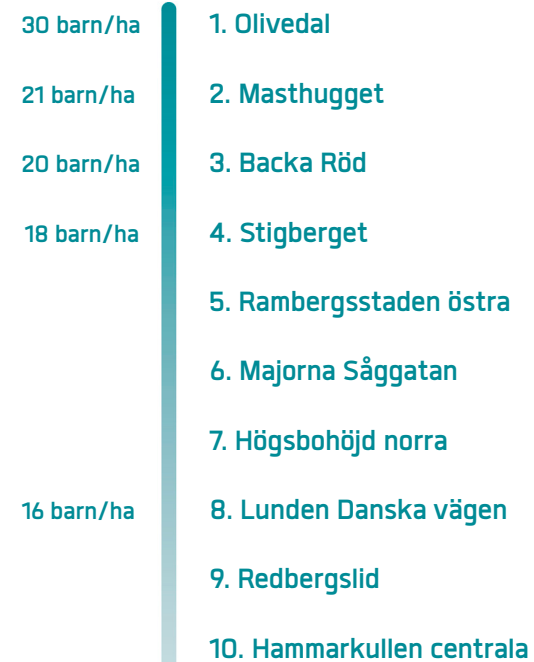 30 barn/ha 1. Olivedal
21 barn/ha 2. Masthugget
20 barn/ha 3. Backa Röd
18 barn/ha 4. Stigberget
5. Rambergsstaden östra
6. Majorna Såggatan
7. Högsbohöjd norra
16 barn/ha 8. Lunden Danska vägen
9. Redbergslid
10. Hammarkullen centrala